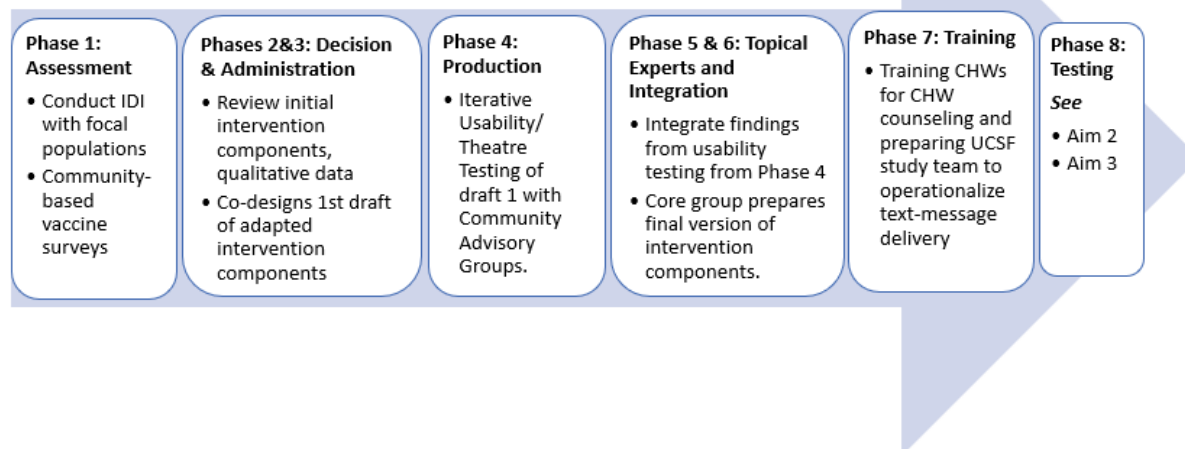 Phase 1:
Assessment
• Conduct IDI
with focal
populations
• Community-
based
vaccine
surveys
Phases 2&3: Decision
& Administration
• Review initial
intervention
components,
qualitative data
• Co-designs 1st draft
of adapted
intervention
components
Phase 4:
Production
• Iterative
Usability/
Theatre
Testing of
draft 1 with
Community
Advisory
Groups.
Phase 5 & 6: Topical
Experts and
Integration
• Integrate findings
from usability
testing from Phase 4
• Core group prepares
final version of
intervention
components.
Phase 7: Training
• Training CHWs
for CHW
counseling and
preparing UCSF
study team to
operationalize
text-message
delivery
Phase 8:
Testing
See
• Aim 2
• Aim 3